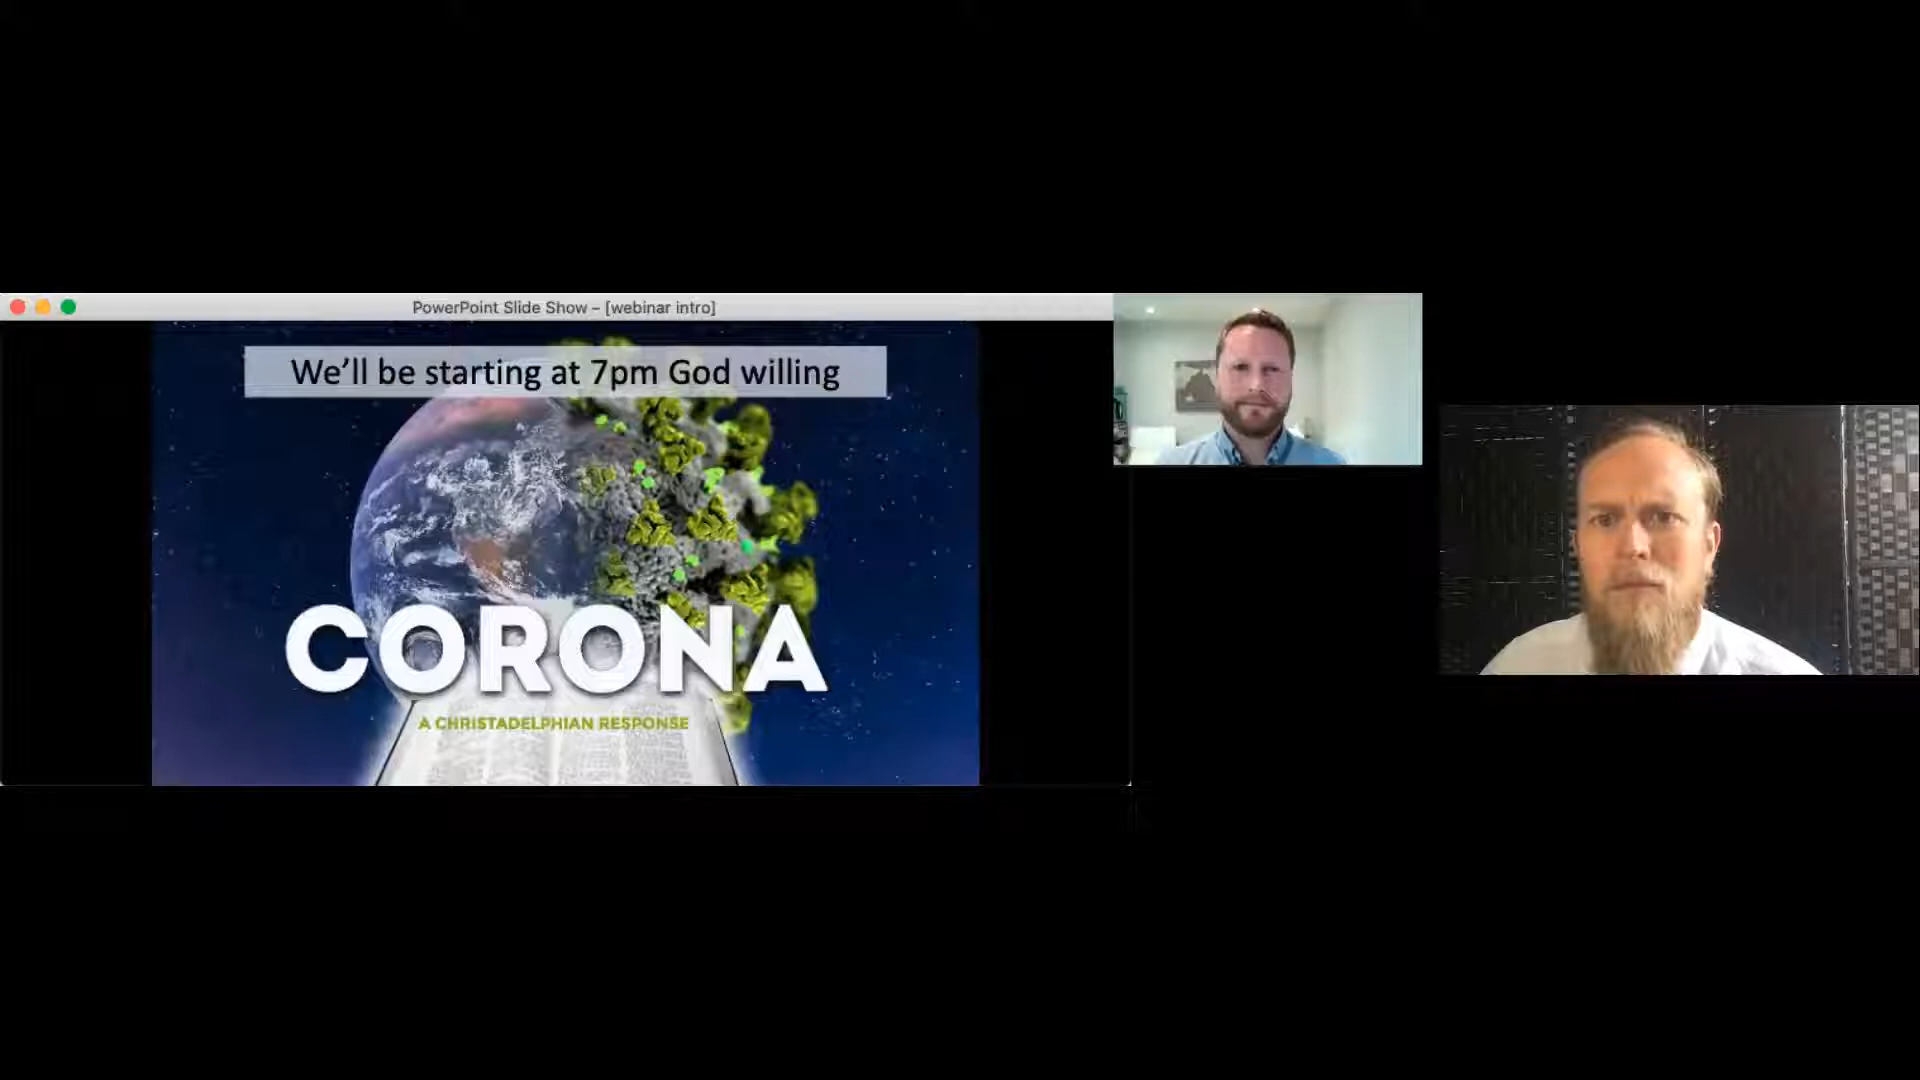 PowerPoint Slide Show – [webinar intro]
We'll be starting at 7pm God willing
CORONA
A CHRISTADELPHIAN RESPONSE